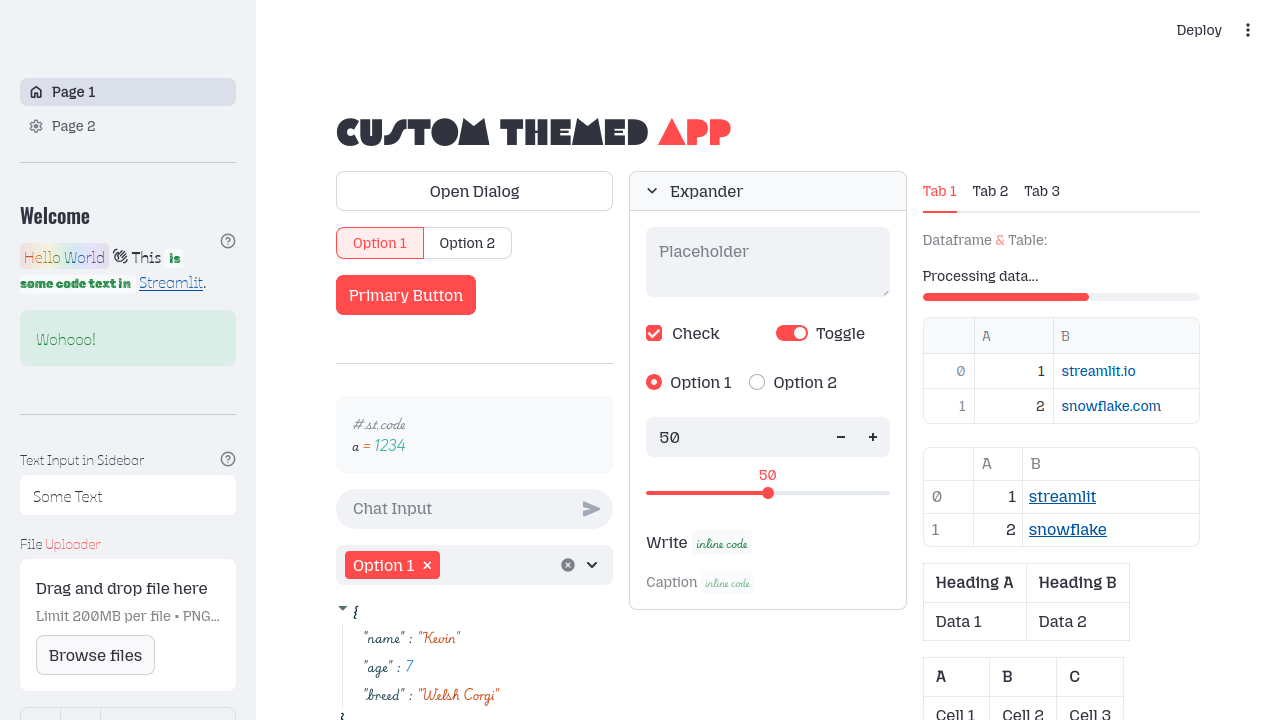 Deploy
Page 1
Page 2
Welcome
Hello World 👋 This is
some code text in Streamlit.
Wohooo!
Text Input in Sidebar
Some Text
File Uploader
Drag and drop file here
Limit 200MB per file • PNG...
Browse files
CUSTOM THEMED APP
Open Dialog
Option 1
Option 2
Primary Button
# st.code
a = 1234
Chat Input
Option 1
{
"name" : "Kevin"
"age" : 7
"breed" : "Welsh Corgi"
}
Expander
Placeholder
Check
Toggle
Option 1
Option 2
50
50
Write inline code
Caption inline code
Tab 1
Tab 2
Tab 3
Dataframe & Table:
Processing data...
A B
0 1 streamlit.io
1 2 snowflake.com
A B
0 1 streamlit
1 2 snowflake
Heading A Heading B
Data 1 Data 2
A B C
Cell 1 Cell 2 Cell 3